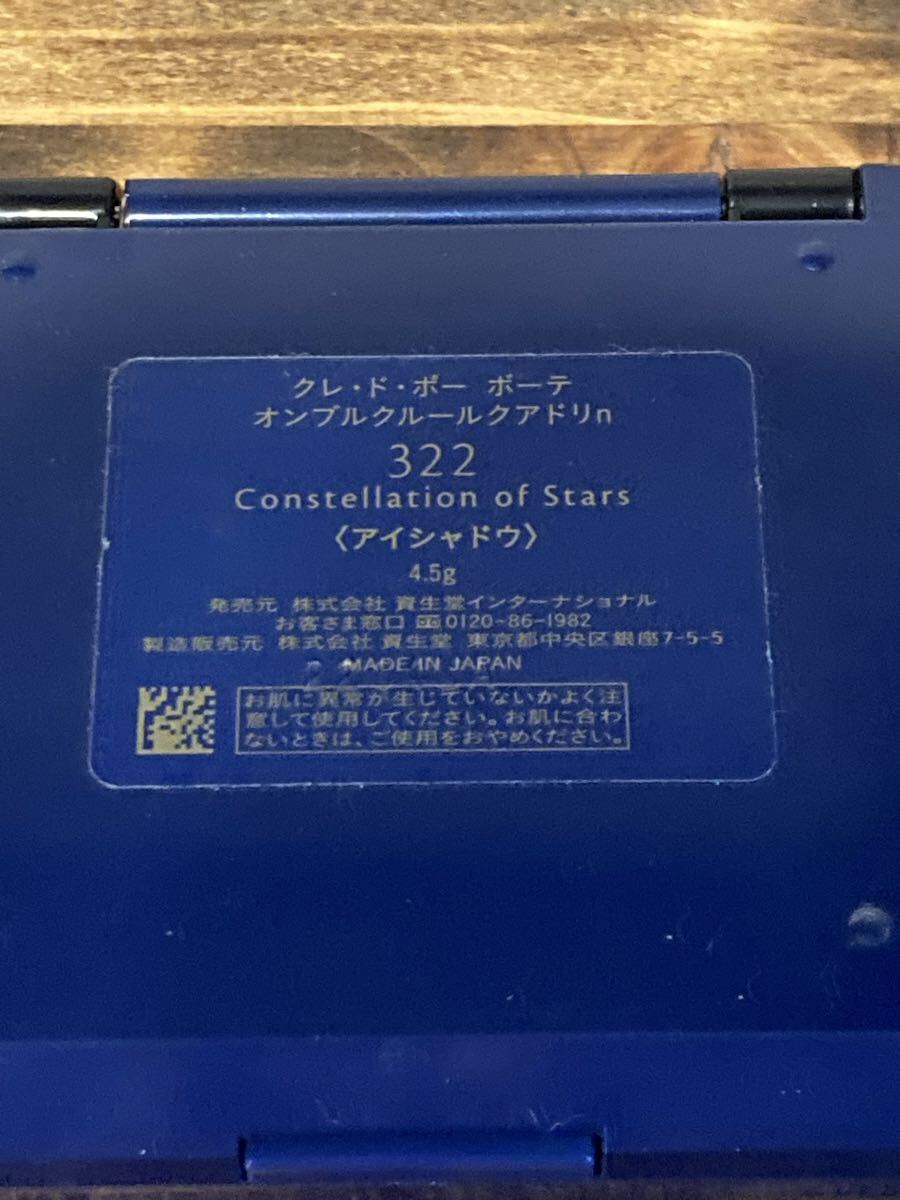 クレ・ド・ポー ボーテ
オンブルクルールクアドリn
322
Constellation of Stars
〈アイシャドウ〉
4.5g
発売元 株式会社 資生堂インターナショナル
お客さま窓口 0120-86-1982
製造販売元 株式会社 資生堂 東京都中央区銀座7-5-5
MADE IN JAPAN
お肌に異常が生じていないかよく注
意して使用してください。お肌に合わ
ないときは、ご使用をおやめください。